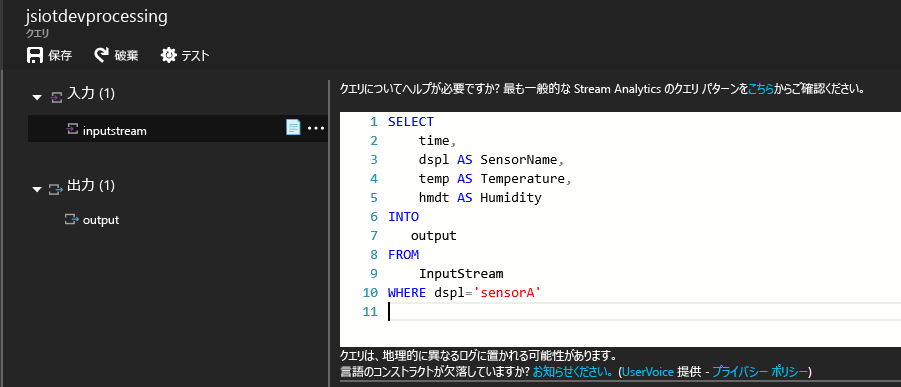 jsiotdevprocessing
クエリ
保存 破棄 テスト
入力 (1)
inputstream
出力 (1)
output
クエリについてヘルプが必要ですか? 最も一般的な Stream Analytics のクエリ パターンをこちらからご確認ください。
1 SELECT
2 time,
3 dspl AS SensorName,
4 temp AS Temperature,
5 hmdt AS Humidity
6 INTO
7 output
8 FROM
9 InputStream
10 WHERE dspl='sensorA'
11
クエリは、地理的に異なるログに置かれる可能性があります。
言語のコンストラクトが欠落していますか? お知らせください。 (UserVoice 提供 - プライバシー ポリシー)